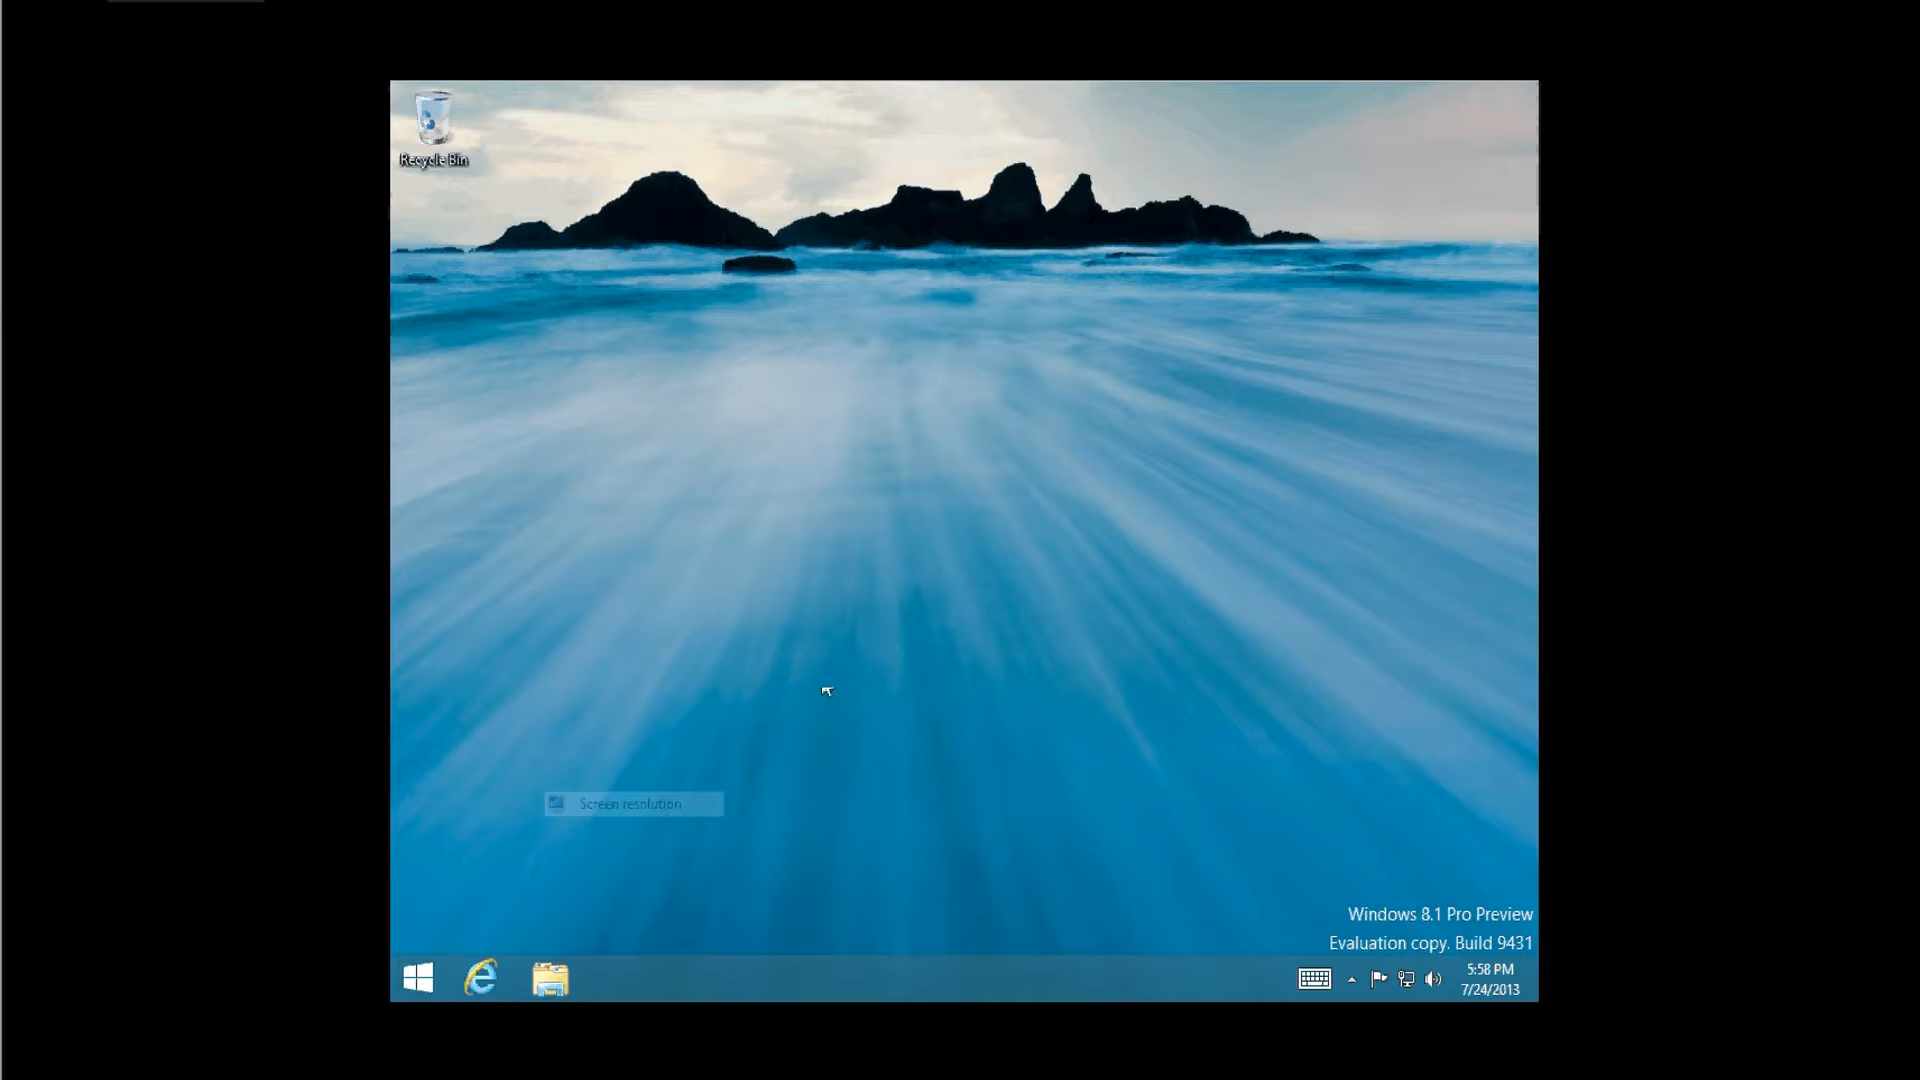 Recycle Bin
Screen resolution
Windows 8.1 Pro Preview
Evaluation copy. Build 9431
5:58 PM
7/24/2013